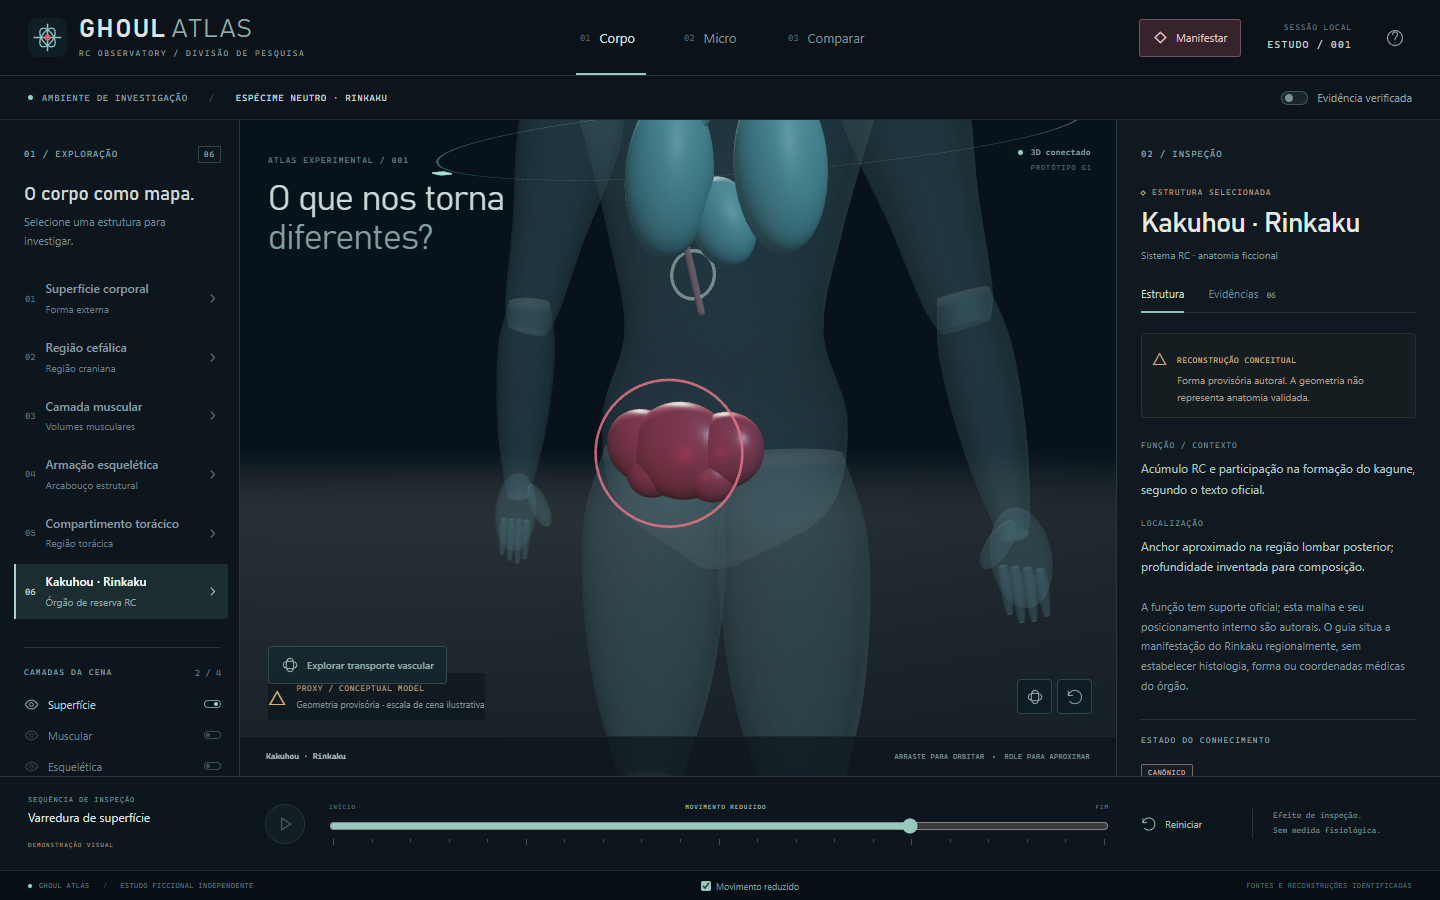 GHOUL ATLAS
RC OBSERVATORY / DIVISÃO DE PESQUISA
01 Corpo
02 Micro
03 Comparar
Manifestar
SESSÃO LOCAL
ESTUDO / 001
AMBIENTE DE INVESTIGAÇÃO / ESPÉCIME NEUTRO · RINKAKU
Evidência verificada
01 / EXPLORAÇÃO
06
O corpo como mapa.
Selecione uma estrutura para
investigar.
01
Superfície corporal
Forma externa
02
Região cefálica
Região craniana
03
Camada muscular
Volumes musculares
04
Armação esquelética
Arcabouço estrutural
05
Compartimento torácico
Região torácica
06
Kakuhou · Rinkaku
Órgão de reserva RC
CAMADAS DA CENA
2 / 4
Superfície
Muscular
Esquelética
ATLAS EXPERIMENTAL / 001
O que nos torna
diferentes?
3D conectado
PROTÓTIPO G1
Explorar transporte vascular
PROXY / CONCEPTUAL MODEL
Geometria provisória · escala de cena ilustrativa
Kakuhou · Rinkaku
ARRASTE PARA ORBITAR • ROLE PARA APROXIMAR
02 / INSPEÇÃO
ESTRUTURA SELECIONADA
Kakuhou · Rinkaku
Sistema RC · anatomia ficcional
Estrutura
Evidências 06
RECONSTRUÇÃO CONCEITUAL
Forma provisória autoral. A geometria não
representa anatomia validada.
FUNÇÃO / CONTEXTO
Acúmulo RC e participação na formação do kagune,
segundo o texto oficial.
LOCALIZAÇÃO
Anchor aproximado na região lombar posterior;
profundidade inventada para composição.
A função tem suporte oficial; esta malha e seu
posicionamento interno são autorais. O guia situa a
manifestação do Rinkaku regionalmente, sem
estabelecer histologia, forma ou coordenadas médicas
do órgão.
ESTADO DO CONHECIMENTO
CANÔNICO
SEQUÊNCIA DE INSPEÇÃO
Varredura de superfície
DEMONSTRAÇÃO VISUAL
INÍCIO
MOVIMENTO REDUZIDO
FIM
Reiniciar
Efeito de inspeção.
Sem medida fisiológica.
GHOUL ATLAS / ESTUDO FICCIONAL INDEPENDENTE
Movimento reduzido
FONTES E RECONSTRUÇÕES IDENTIFICADAS